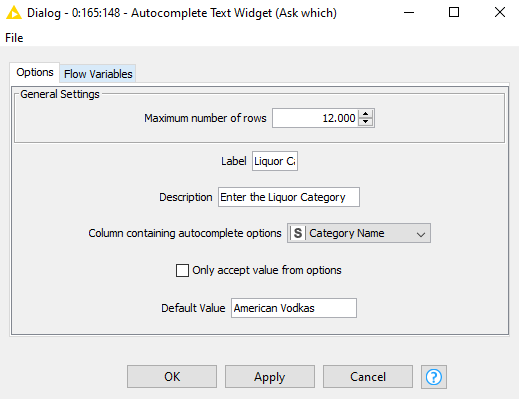 Dialog - 0:165:148 - Autocomplete Text Widget (Ask which)
File
Options Flow Variables
General Settings
Maximum number of rows 12.000
Label Liquor Ca
Description Enter the Liquor Category
Column containing autocomplete options S Category Name
Only accept value from options
Default Value American Vodkas
OK Apply Cancel ?